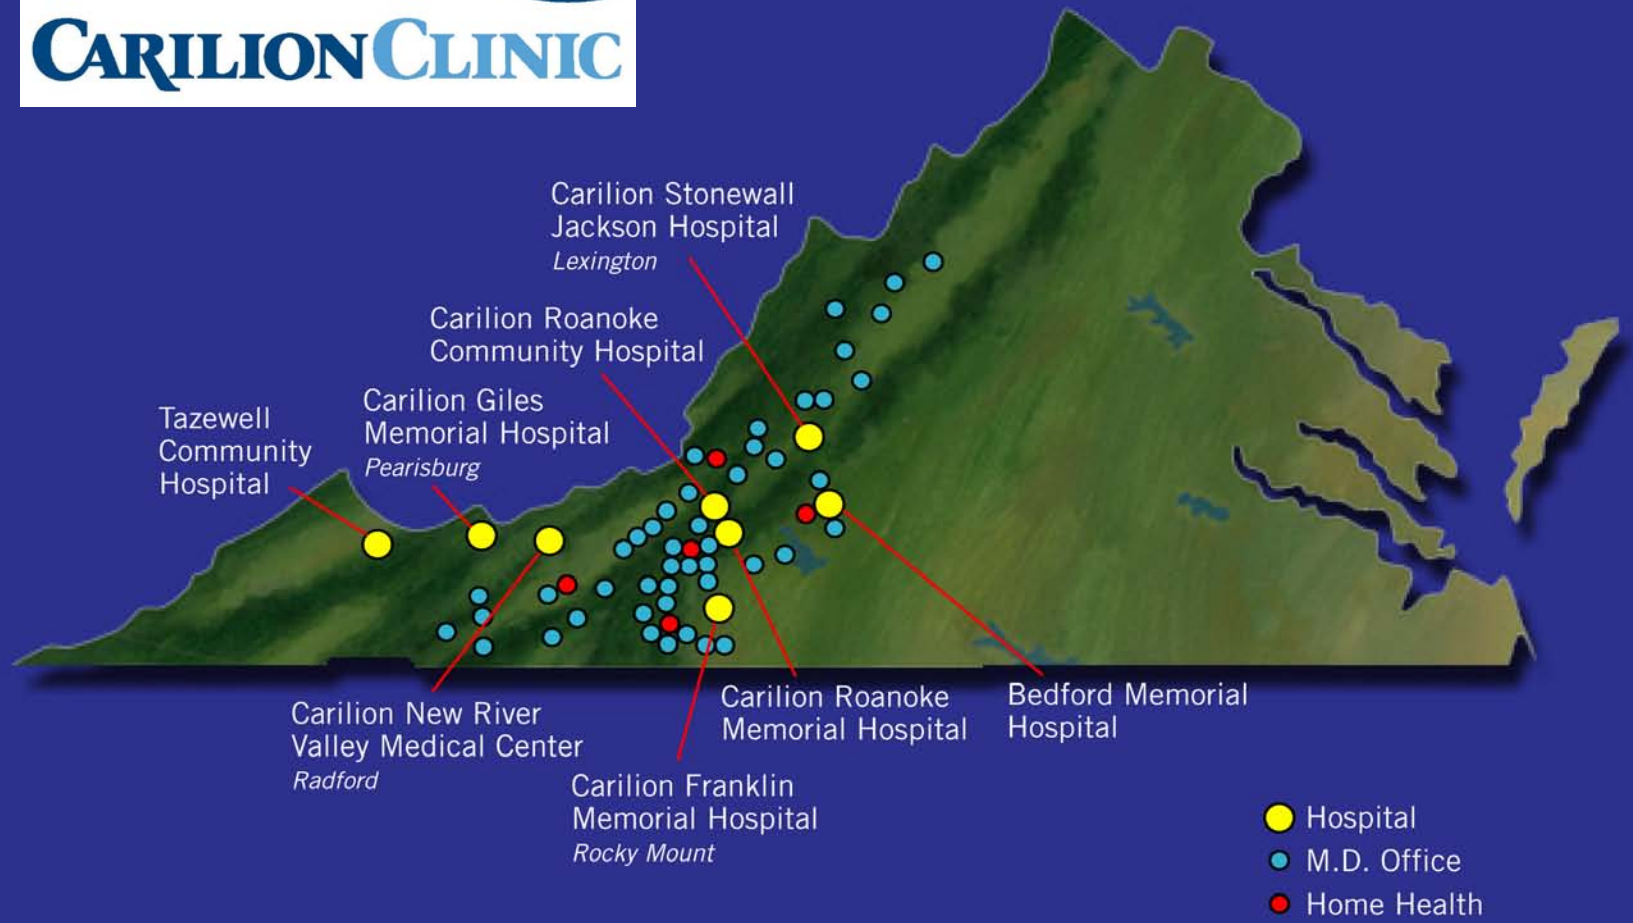 CARILION CLINIC
Carilion Stonewall
Jackson Hospital
Lexington
Carilion Roanoke
Community Hospital
Carilion Giles
Memorial Hospital
Pearisburg
Tazewell
Community
Hospital
Carilion New River
Valley Medical Center
Radford
Carilion Franklin
Memorial Hospital
Rocky Mount
Carilion Roanoke
Memorial Hospital
Bedford Memorial
Hospital
Hospital
M.D. Office
Home Health